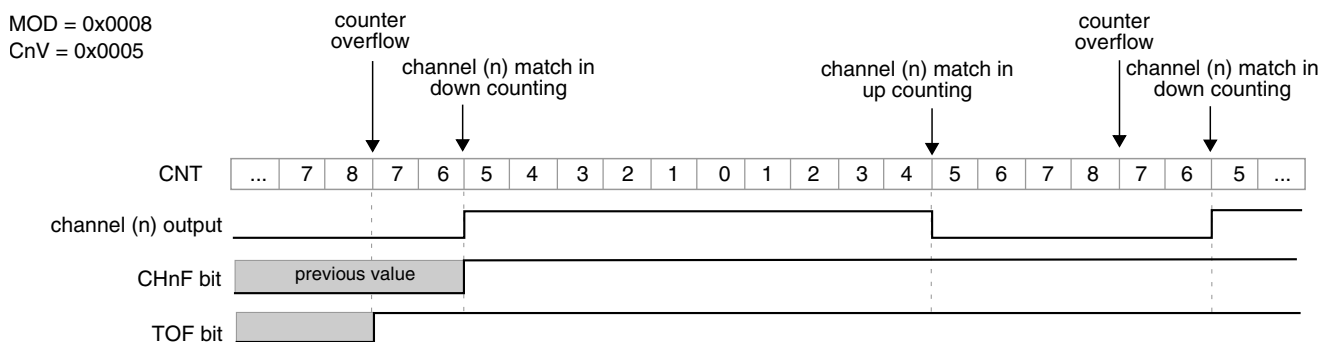 MOD = 0x0008
CnV = 0x0005
counter
overflow
channel (n) match in
down counting
channel (n) match in
up counting
counter
overflow
channel (n) match in
down counting
CNT ... 7 8 7 6 5 4 3 2 1 0 1 2 3 4 5 6 7 8 7 6 5 ...
channel (n) output
CHnF bit previous value
TOF bit